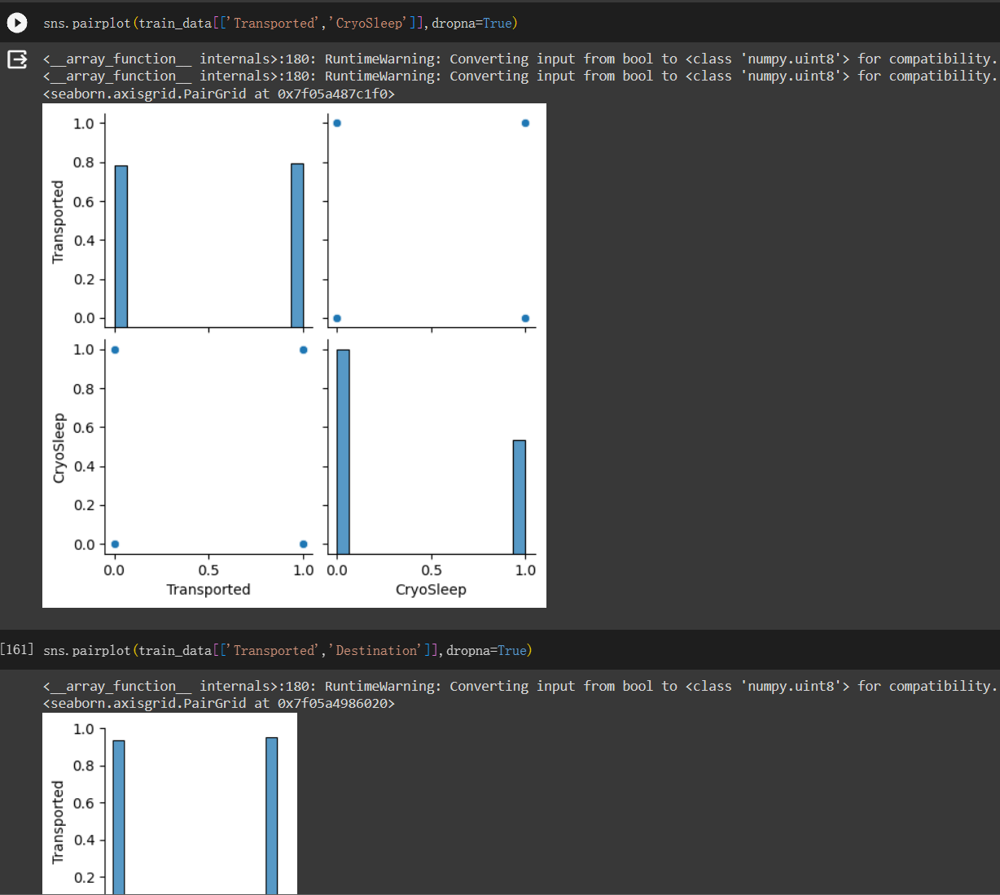 sns.pairplot(train_data[['Transported','CryoSleep']],dropna=True)
<__array_function__ internals>:180: RuntimeWarning: Converting input from bool to <class 'numpy.uint8'> for compatibility.
<__array_function__ internals>:180: RuntimeWarning: Converting input from bool to <class 'numpy.uint8'> for compatibility.
<seaborn.axisgrid.PairGrid at 0x7f05a487c1f0>
1.0
0.8
0.6
0.4
0.2
0.0
Transported
1.0
0.8
0.6
0.4
0.2
0.0
CryoSleep
0.0 0.5 1.0 0.0 0.5 1.0
Transported CryoSleep
[161] sns.pairplot(train_data[['Transported','Destination']],dropna=True)
<__array_function__ internals>:180: RuntimeWarning: Converting input from bool to <class 'numpy.uint8'> for compatibility.
<seaborn.axisgrid.PairGrid at 0x7f05a4986020>
1.0
0.8
0.6
0.4
0.2
Transported